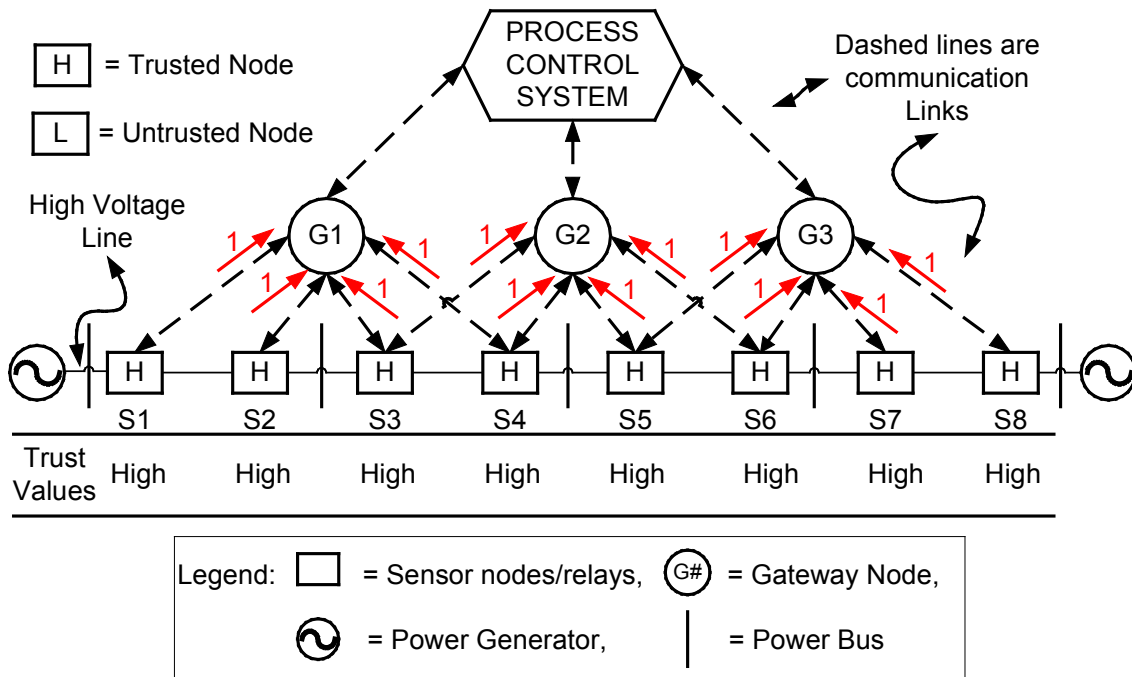 PROCESS
CONTROL
SYSTEM
H = Trusted Node
L = Untrusted Node
Dashed lines are
communication
Links
High Voltage
Line
G1 G2 G3
1 1 1 1 1 1
1 1 1 1 1 1
H H H H H H H H
S1 S2 S3 S4 S5 S6 S7 S8
Trust
Values
High High High High High High High High
Legend: = Sensor nodes/relays, G# = Gateway Node,
= Power Generator, = Power Bus